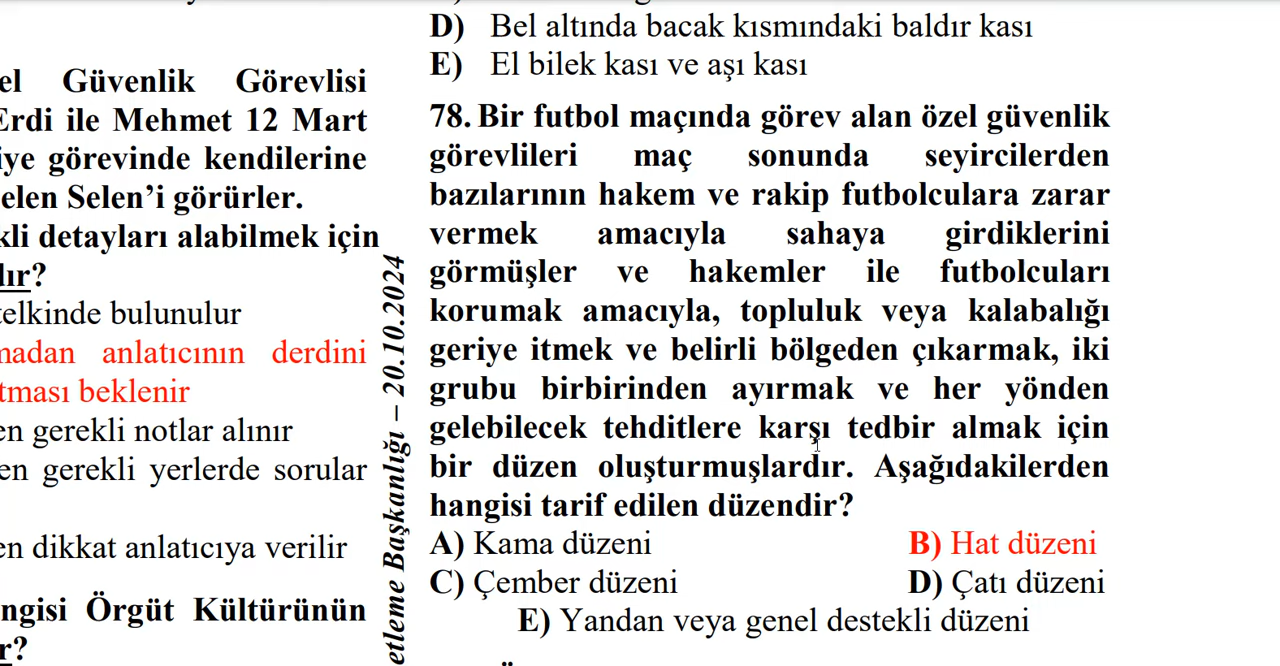 el Güvenlik Görevlisi
Erdi ile Mehmet 12 Mart
iye görevinde kendilerine
elen Selen'i görürler.
kli detayları alabilmek için
dır?
telkinde bulunulur
madan anlatıcının derdini
tması beklenir
en gerekli notlar alınır
en gerekli yerlerde sorular
en dikkat anlatıcıya verilir
ngisi Örgüt Kültürünün
r?
etleme Başkanlığı – 20.10.2024
D) Bel altında bacak kısmındaki baldır kası
E) El bilek kası ve aşı kası
78. Bir futbol maçında görev alan özel güvenlik
görevlileri maç sonunda seyircilerden
bazılarının hakem ve rakip futbolculara zarar
vermek amacıyla sahaya girdiklerini
görmüşler ve hakemler ile futbolcuları
korumak amacıyla, topluluk veya kalabalığı
geriye itmek ve belirli bölgeden çıkarmak, iki
grubu birbirinden ayırmak ve her yönden
gelebilecek tehditlere karşı tedbir almak için
bir düzen oluşturmuşlardır. Aşağıdakilerden
hangisi tarif edilen düzendir?
A) Kama düzeni B) Hat düzeni
C) Çember düzeni D) Çatı düzeni
E) Yandan veya genel destekli düzeni